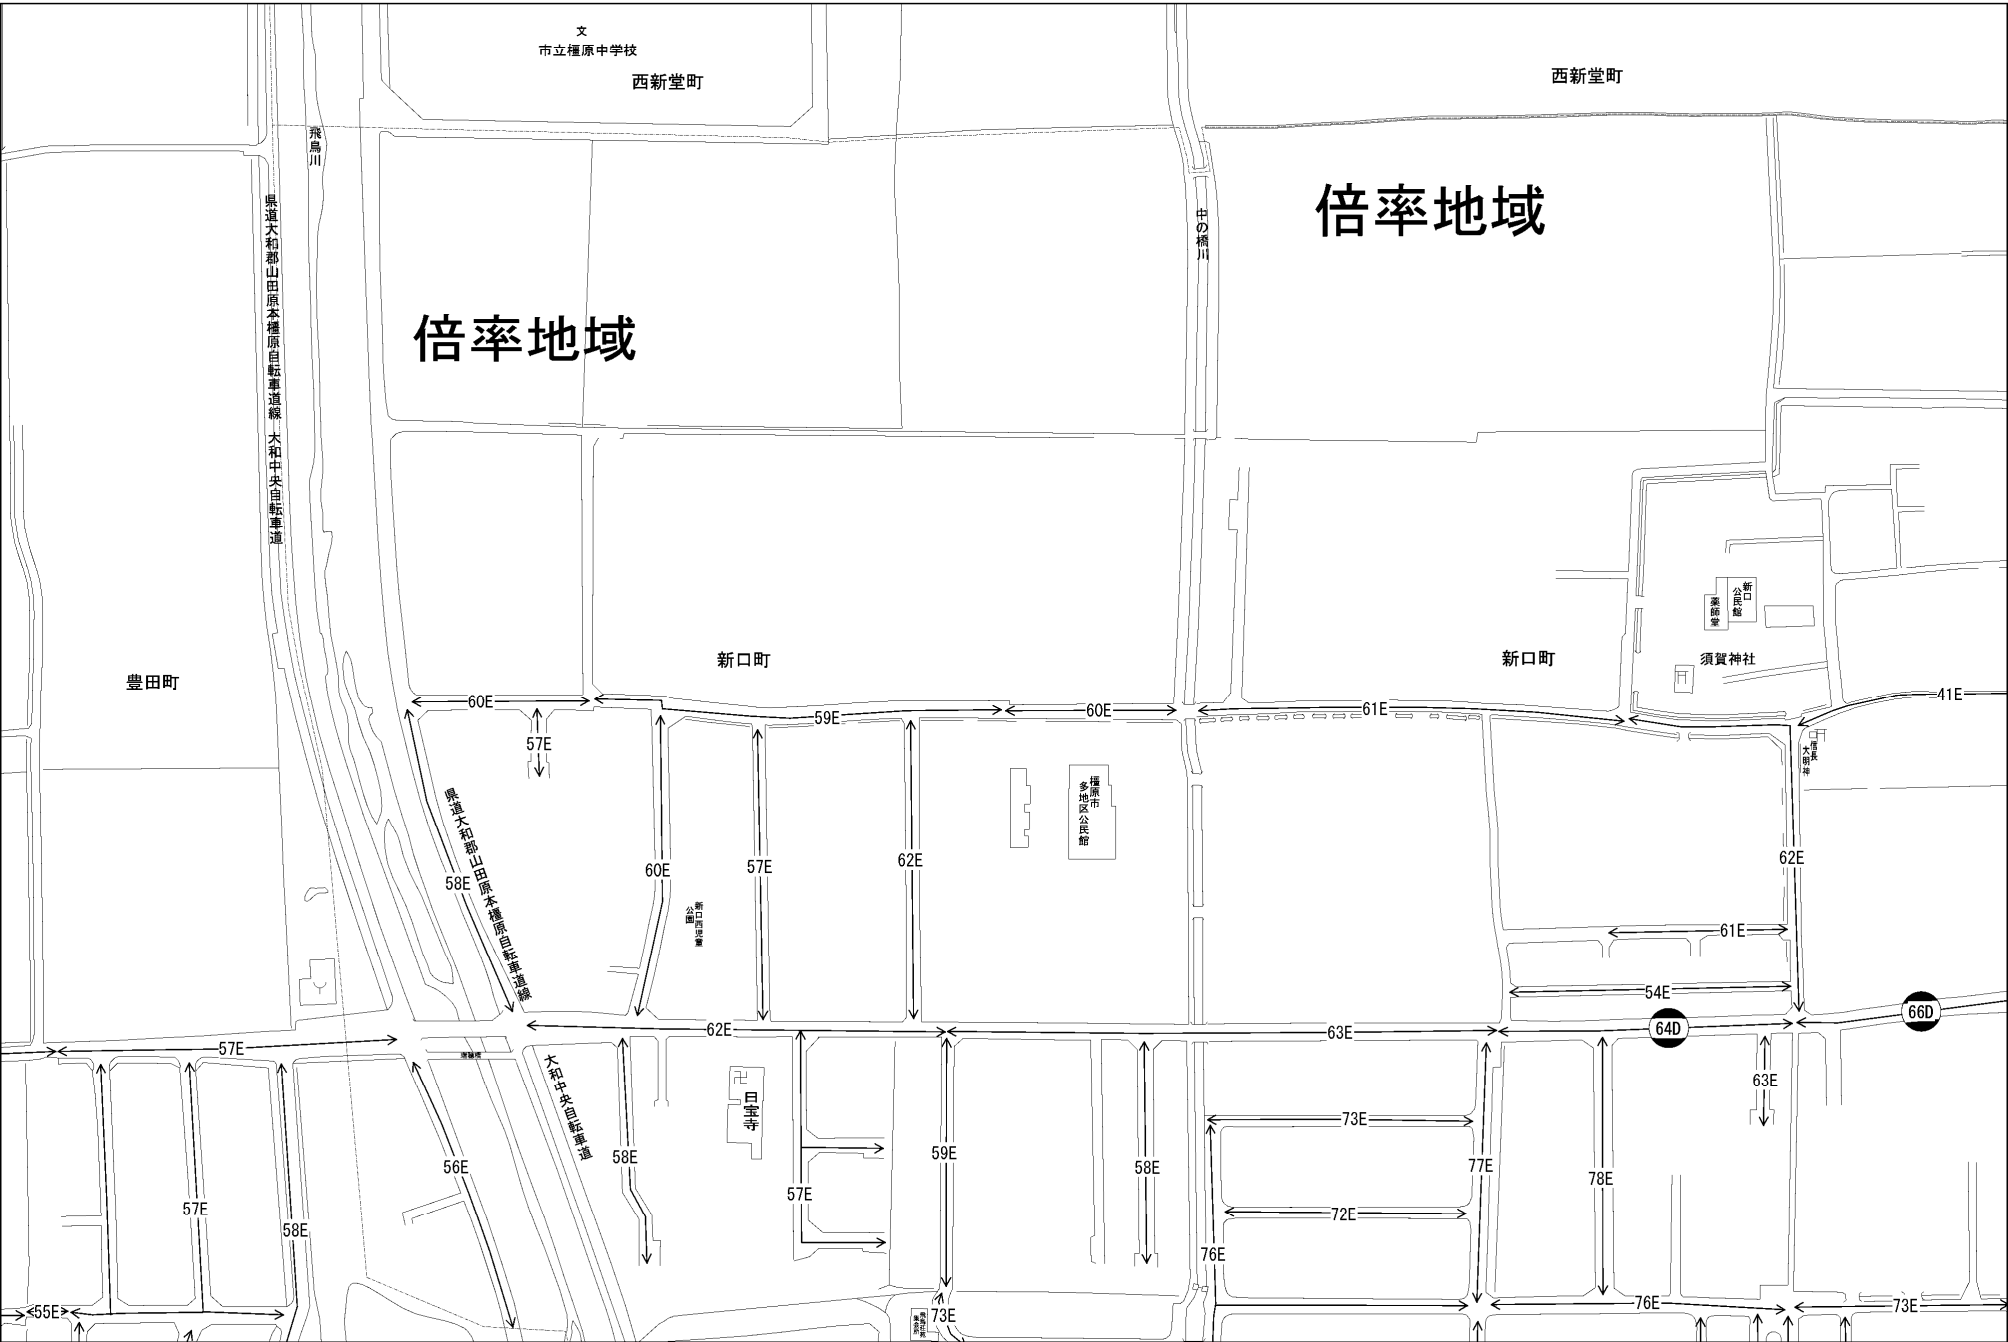 文
市立橿原中学校
西新堂町
西新堂町
飛鳥川
県道大和郡山田原本橿原自転車道線 大和中央自転車道
中の橋川
倍率地域
倍率地域
新口
公民館
薬師堂
須賀神社
豊田町
新口町
新口町
60E
59E
60E
61E
41E
57E
信長
大明神
橿原市
多地区公民館
県道大和郡山田原本橿原自転車道線
58E
60E
57E
62E
62E
新口西児童
公園
61E
54E
66D
57E
62E
63E
64D
大和中央自転車道
63E
日宝寺
73E
56E
58E
59E
58E
77E
78E
57E
57E
72E
58E
76E
55E
73E
76E
73E